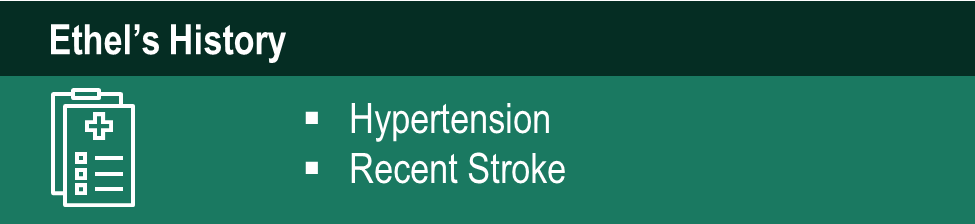 Ethel’s History
▪ Hypertension
▪ Recent Stroke